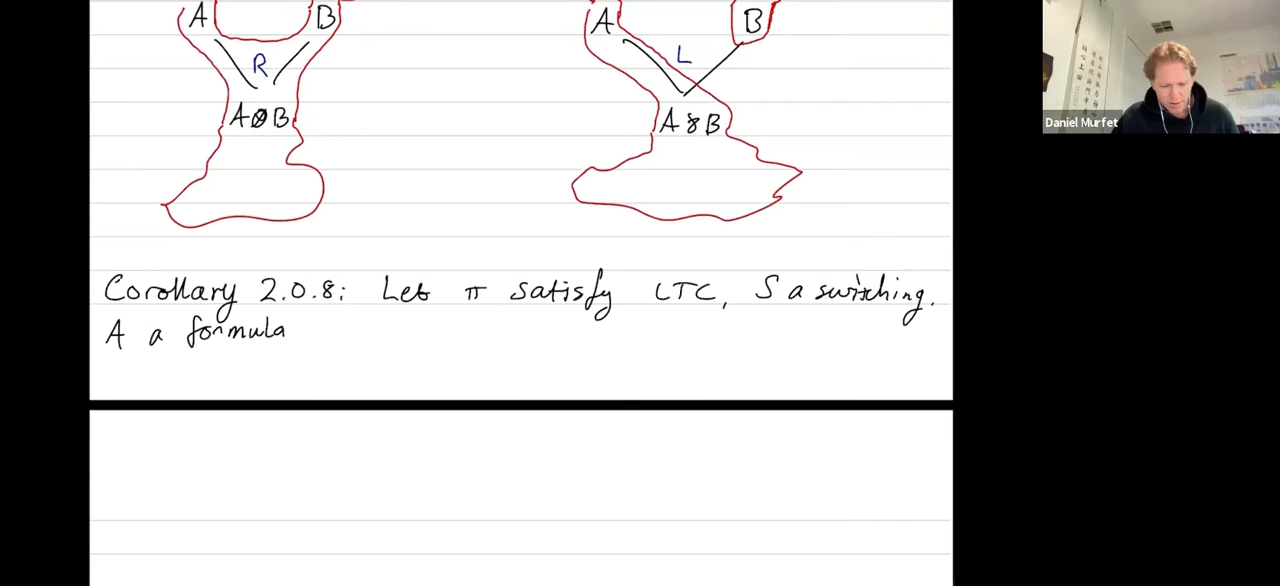 A B A B
R L
A⊗B A⅋B
Corollary 2.0.8: Let π satisfy LTC, S a switching.
A a formula
Daniel Murfet